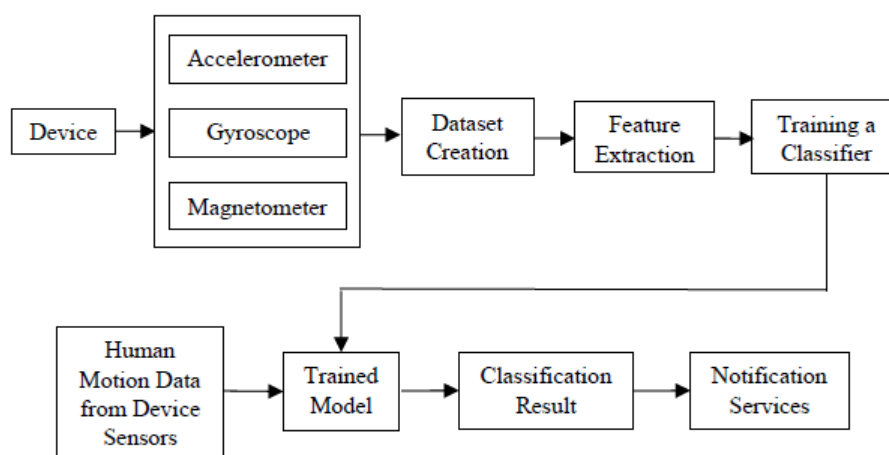 Device
Accelerometer
Gyroscope
Magnetometer
Dataset
Creation
Feature
Extraction
Training a
Classifier
Human
Motion Data
from Device
Sensors
Trained
Model
Classification
Result
Notification
Services